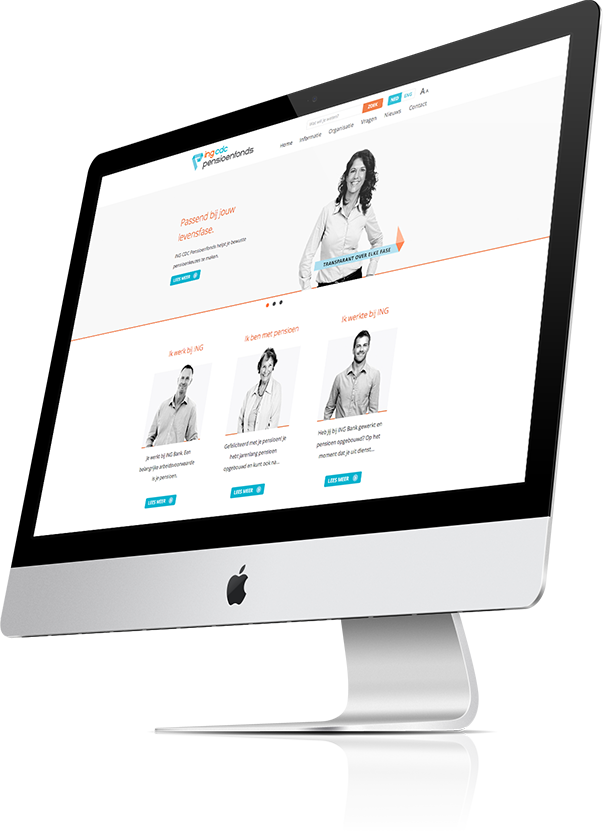 ZOEK NED ENG A A
ing cdc
pensioenfonds
Home Informatie Organisatie Vragen Nieuws Contact
Passend bij jouw
levensfase.
ING CDC Pensioenfonds helpt je bewuste
pensioenkeuzes te maken.
LEES MEER
TRANSPARANT OVER ELKE FASE
Ik werk bij ING
Je werkt bij ING Bank. Een
belangrijke arbeidsvoorwaarde
is je pensioen.
LEES MEER
Ik ben met pensioen
Gefeliciteerd met je pensioen! Je
hebt jarenlang pensioen
opgebouwd en kunt ook na...
LEES MEER
Ik werkte bij ING
Heb jij bij ING Bank gewerkt en
pensioen opgebouwd? Op het
moment dat je uit dienst...
LEES MEER